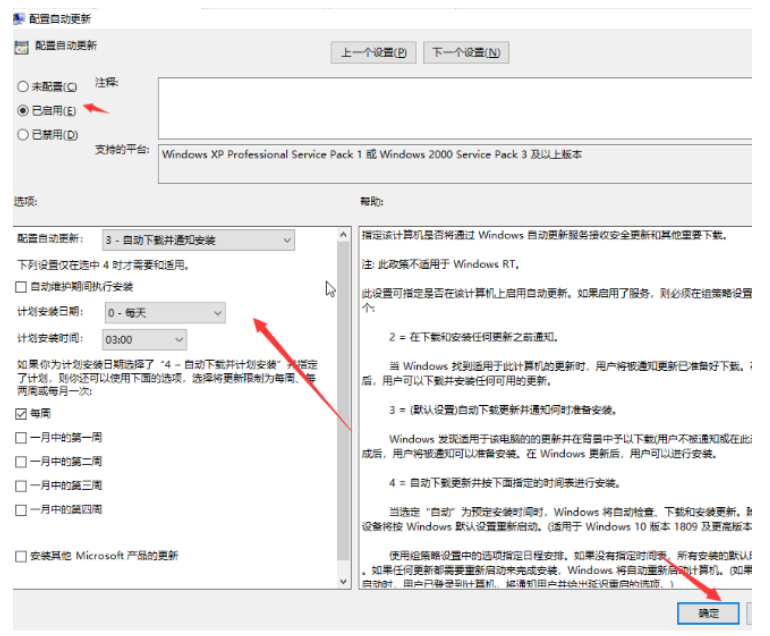 配置自动更新
配置自动更新
上一个设置(P)
下一个设置(N)
未配置(C)
注释:
已启用(E)
已禁用(D)
支持的平台:
Windows XP Professional Service Pack 1 或 Windows 2000 Service Pack 3 及以上版本
选项:
帮助:
配置自动更新:
3 - 自动下载并通知安装
下列设置仅在选中 4 时才需要和适用。
自动维护期间执行安装
计划安装日期:
0 - 每天
计划安装时间:
03:00
如果你为计划安装日期选择了“4 – 自动下载并计划安装”并指定
了计划，则你还可以使用下面的选项，选择将更新限制为每周、每
两周或每月一次:
每周
一月中的第一周
一月中的第二周
一月中的第三周
一月中的第四周
安装其他 Microsoft 产品的更新
指定该计算机是否将通过 Windows 自动更新服务接收安全更新和其他重要下载。
注: 此政策不适用于 Windows RT。
此设置可指定是否在该计算机上启用自动更新。如果启用了服务，则必须在组策略设置
个:
2 = 在下载和安装任何更新之前通知。
当 Windows 找到适用于此计算机的更新时，用户将被通知更新已准备好下载。
后，用户可以下载并安装任何可用的更新。
3 = (默认设置)自动下载更新并通知何时准备安装。
Windows 发现适用于该电脑的的更新并在背景中予以下载(用户不被通知或在此
成后，用户将被通知可以准备安装。在 Windows 更新后，用户可以进行安装。
4 = 自动下载更新并按下面指定的时间表进行安装。
当选定“自动”为预定安装时间时，Windows 将自动检查、下载和安装更新。
设备将按 Windows 默认设置重新启动。(适用于 Windows 10 版本 1809 及更高版本
使用组策略设置中的选项指定日程安排。如果没有指定时间表，所有安装的默认
。如果任何更新都需要重新启动来完成安装，Windows 将自动重新启动计算机。(如果
启动时，用户已登录到计算机，将通知用户并给出延迟重启的选项。)
确定